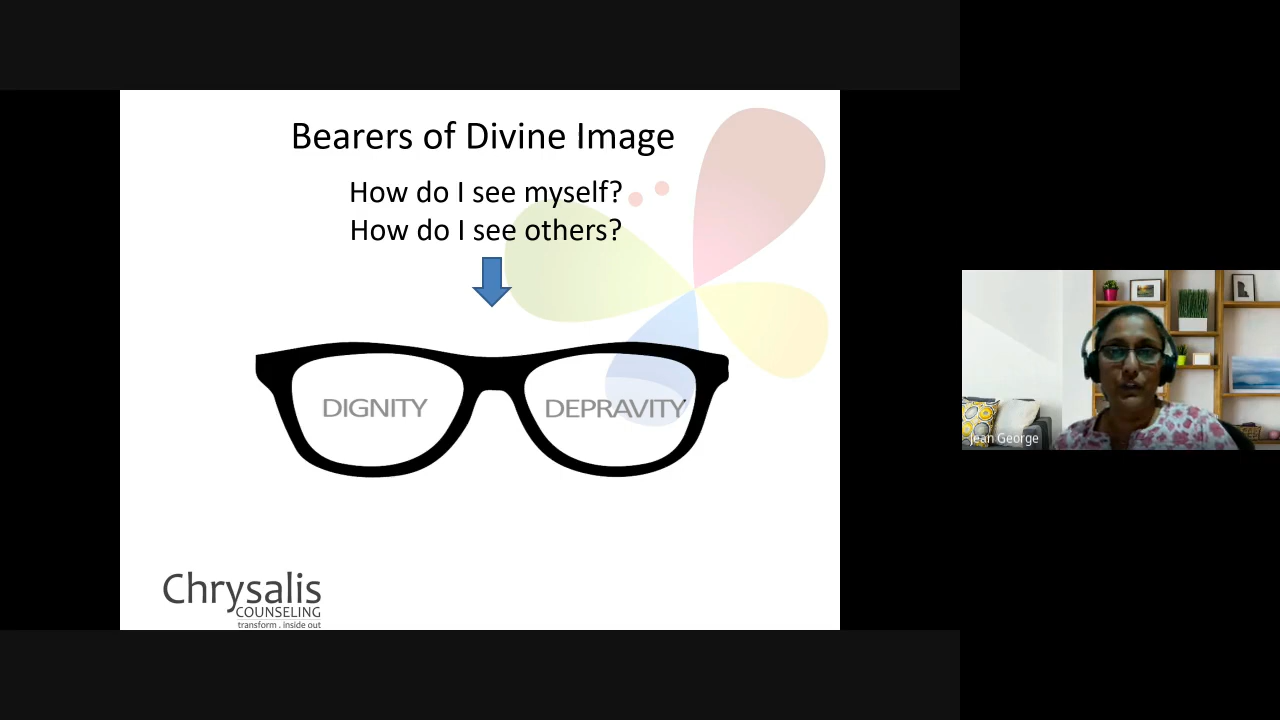 Bearers of Divine Image
How do I see myself?
How do I see others?
DIGNITY
DEPRAVITY
Chrysalis
COUNSELING
transform . inside out
Jean George